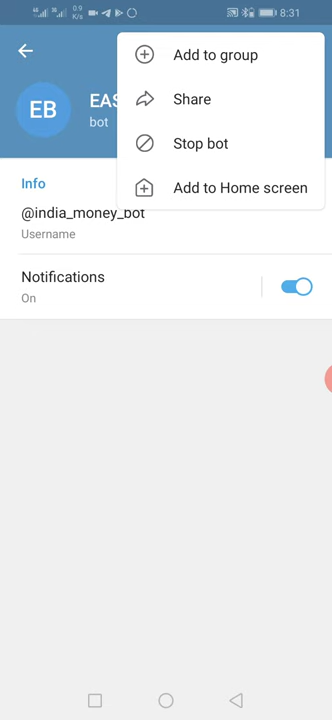 0.9
K/s
8:31
EB
EAS
bot
Add to group
Share
Stop bot
Add to Home screen
Info
@india_money_bot
Username
Notifications
On